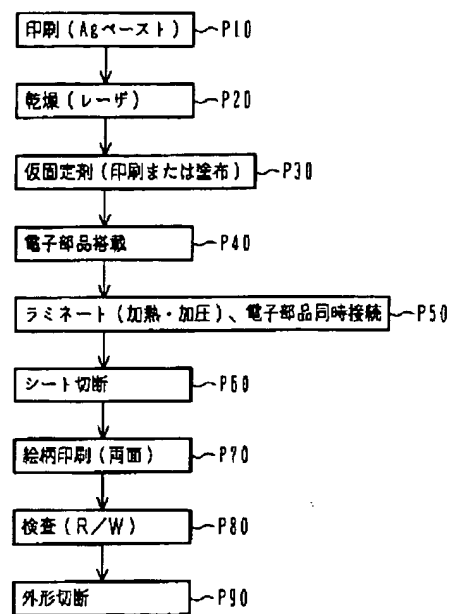 印刷(Agペースト) P10
乾燥(レーザ) P20
仮固定剤(印刷または塗布) P30
電子部品搭載 P40
ラミネート(加熱・加圧)、電子部品同時接続 P50
シート切断 P60
絵柄印刷(両面) P70
検査(R/W) P80
外形切断 P90